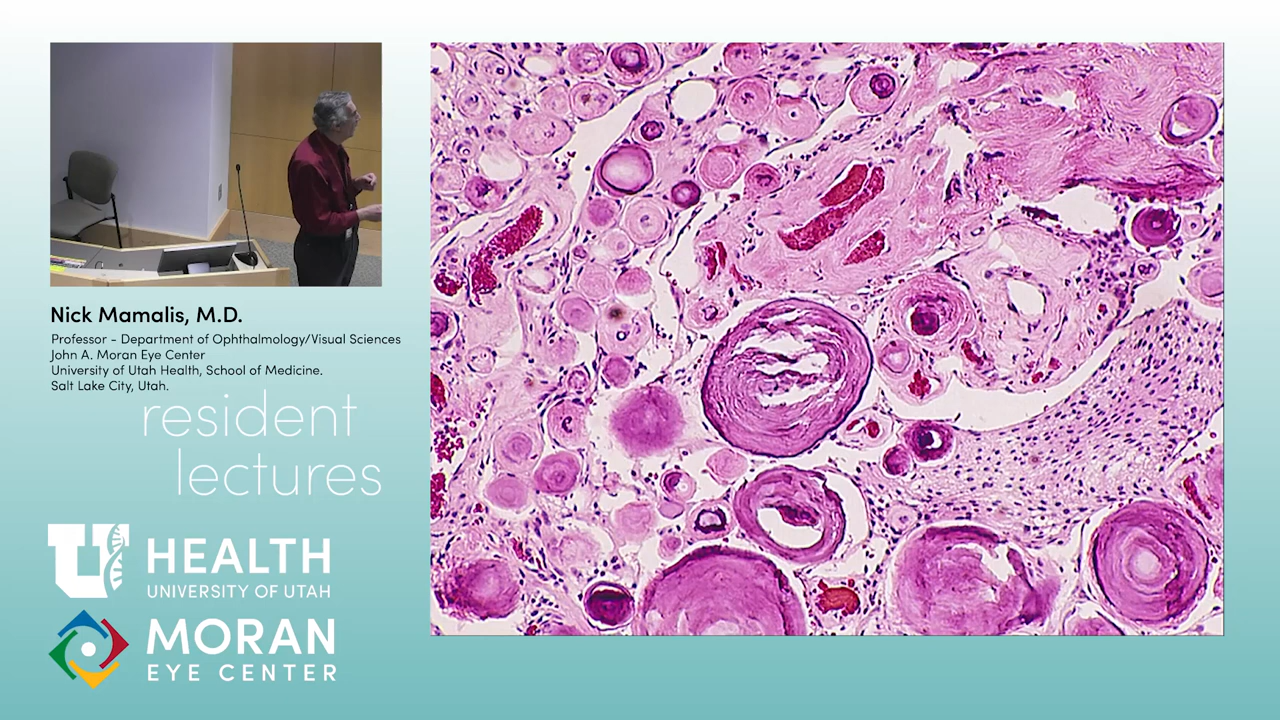 Nick Mamalis, M.D.
Professor - Department of Ophthalmology/Visual Sciences
John A. Moran Eye Center
University of Utah Health, School of Medicine.
Salt Lake City, Utah.
resident
lectures
U HEALTH
UNIVERSITY OF UTAH
MORAN
EYE CENTER